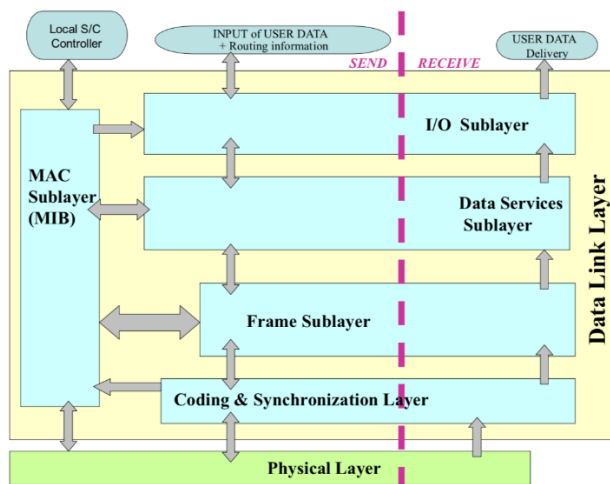 Local S/C
Controller
INPUT of USER DATA
+ Routing information
USER DATA
Delivery
SEND
RECEIVE
I/O Sublayer
MAC
Sublayer
(MIB)
Data Services
Sublayer
Frame Sublayer
Coding & Synchronization Layer
Data Link Layer
Physical Layer